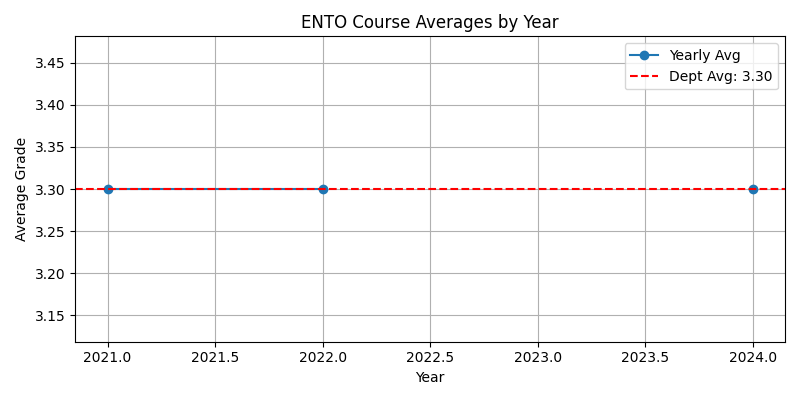 ENTO Course Averages by Year
Yearly Avg
Dept Avg: 3.30
3.45
3.40
3.35
3.30
3.25
3.20
3.15
Average Grade
2021.0 2021.5 2022.0 2022.5 2023.0 2023.5 2024.0
Year